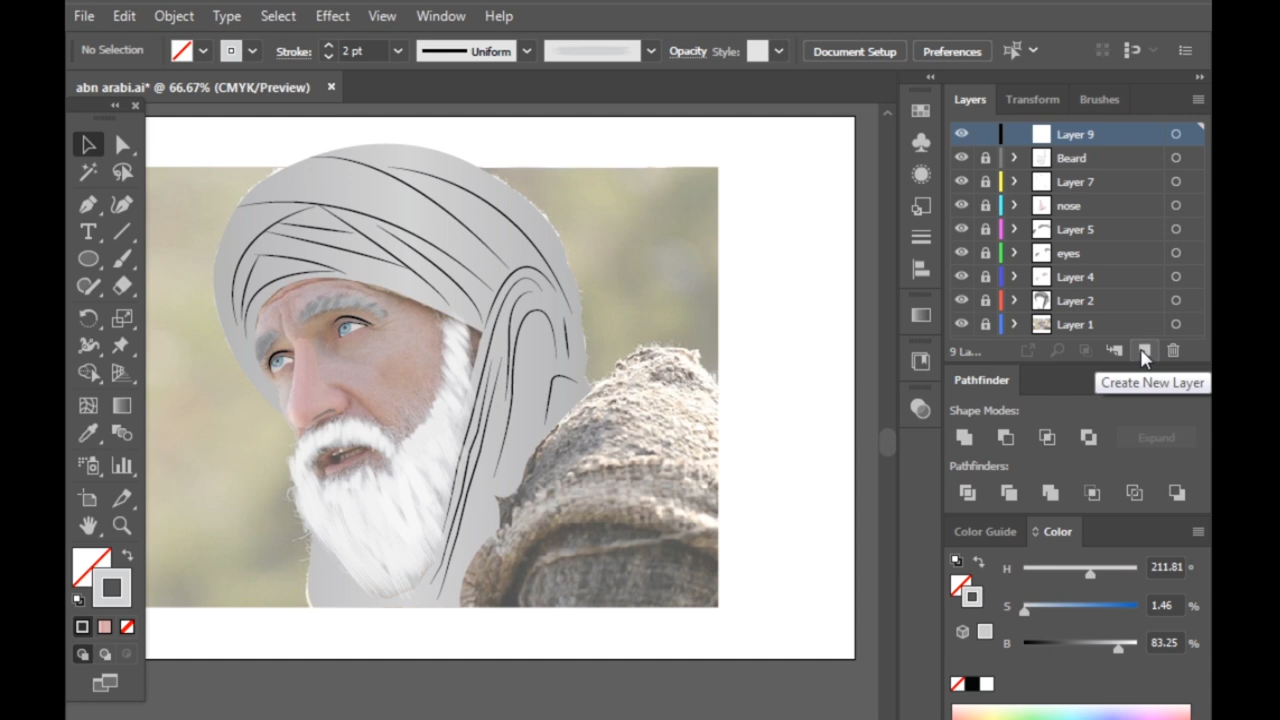 File Edit Object Type Select Effect View Window Help
No Selection Stroke: 2 pt Uniform Opacity Style: Document Setup Preferences
abn arabi.ai* @ 66.67% (CMYK/Preview)
Layers Transform Brushes
Layer 9
Beard
Layer 7
nose
Layer 5
eyes
Layer 4
Layer 2
Layer 1
9 La...
Create New Layer
Pathfinder
Shape Modes:
Expand
Pathfinders:
Color Guide Color
H 211.81 °
S 1.46 %
B 83.25 %